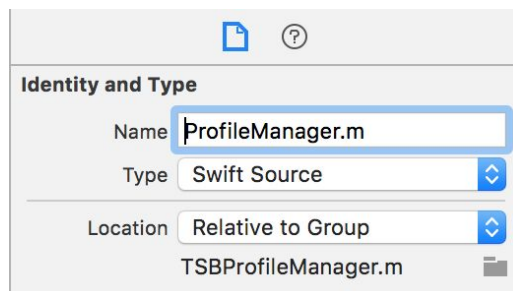 ?
Identity and Type
Name ProfileManager.m
Type Swift Source
Location Relative to Group
TSBProfileManager.m